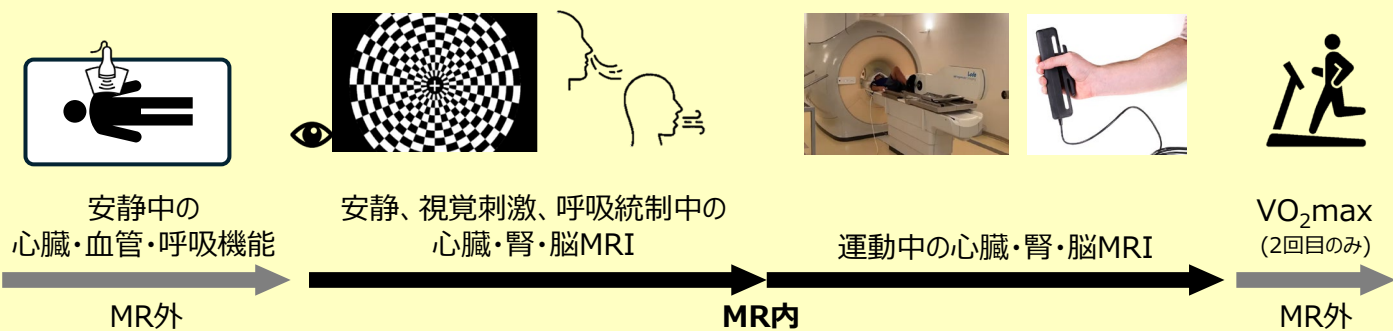 安静中の
心臓・血管・呼吸機能
安静、視覚刺激、呼吸統制中の
心臓・腎・脳MRI
運動中の心臓・腎・脳MRI
VO₂max
(2回目のみ)
MR外
MR内
MR外